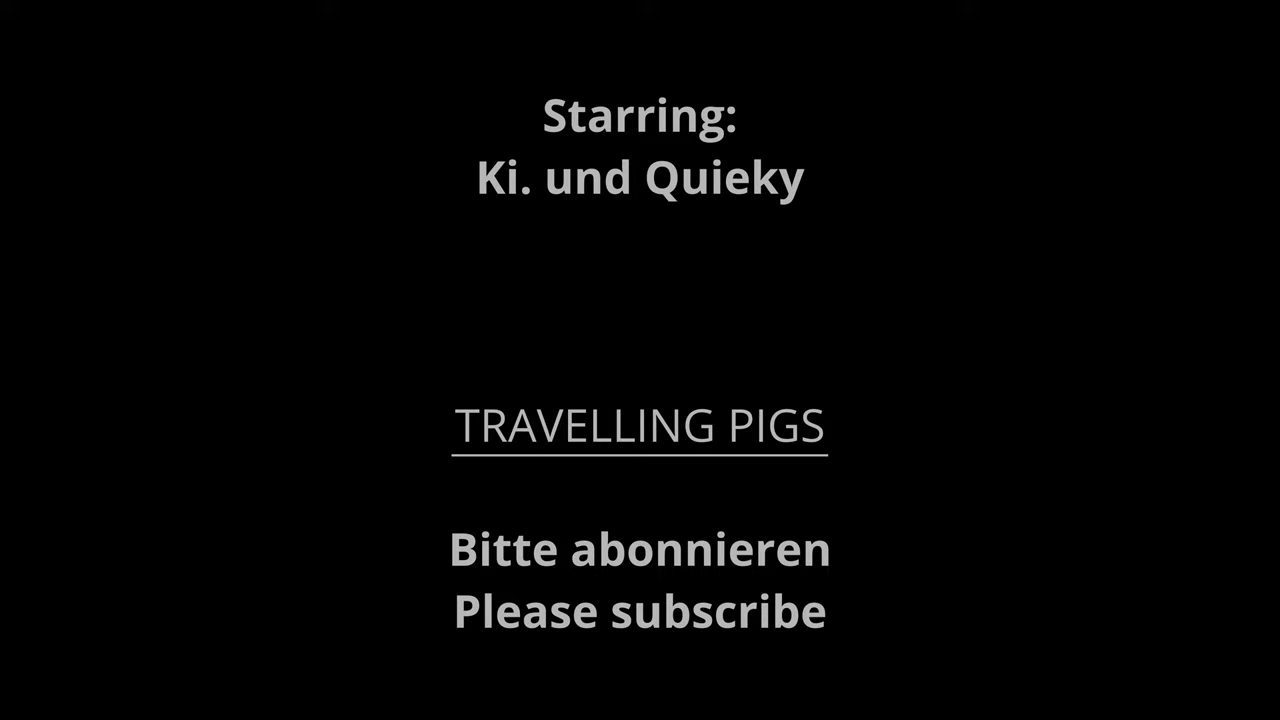 Starring:
Ki. und Quieky
TRAVELLING PIGS
Bitte abonnieren
Please subscribe